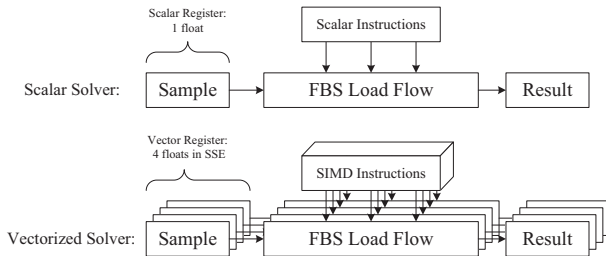 Scalar Register:
1 float
Scalar Instructions
Scalar Solver:
Sample
FBS Load Flow
Result
Vector Register:
4 floats in SSE
SIMD Instructions
Vectorized Solver:
Sample
FBS Load Flow
Result